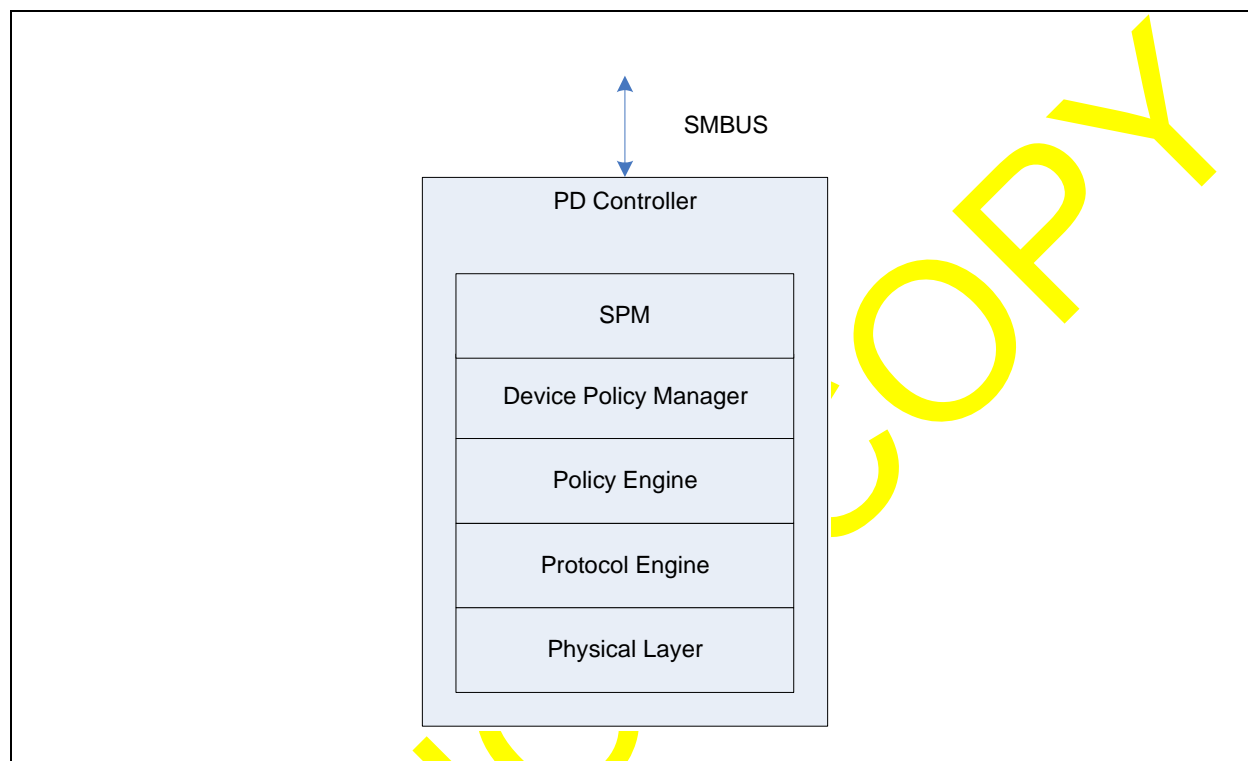 SMBUS
PD Controller
SPM
Device Policy Manager
Policy Engine
Protocol Engine
Physical Layer
COPY